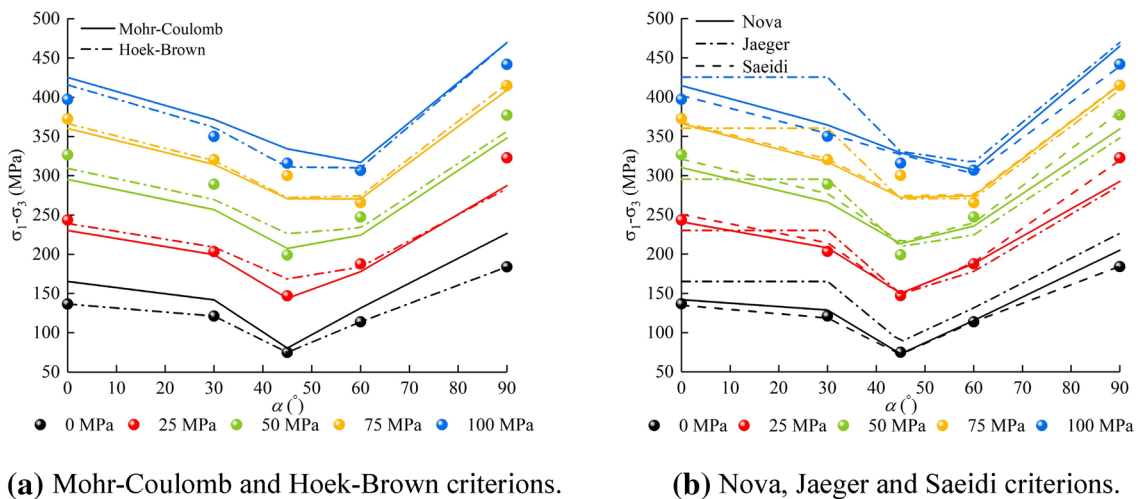 500
450
400
350
300
250
200
150
100
50
σ₁-σ₃ (MPa)
Mohr-Coulomb
Hoek-Brown
0 10 20 30 40 50 60 70 80 90
α (°)
0 MPa 25 MPa 50 MPa 75 MPa 100 MPa
(a) Mohr-Coulomb and Hoek-Brown criterions.
500
450
400
350
300
250
200
150
100
50
σ₁-σ₃ (MPa)
Nova
Jaeger
Saeidi
0 10 20 30 40 50 60 70 80 90
α (°)
0 MPa 25 MPa 50 MPa 75 MPa 100 MPa
(b) Nova, Jaeger and Saeidi criterions.